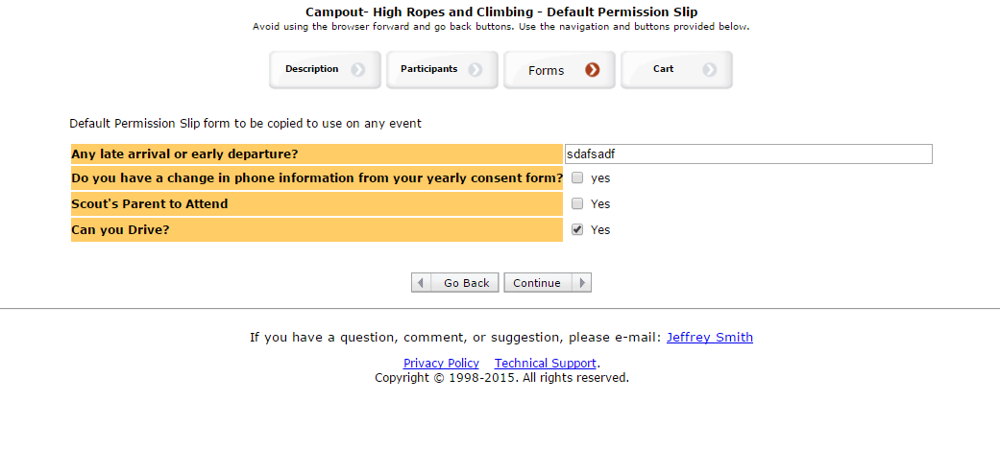 Campout- High Ropes and Climbing - Default Permission Slip
Avoid using the browser forward and go back buttons. Use the navigation and buttons provided below.
Description Participants Forms Cart
Default Permission Slip form to be copied to use on any event
Any late arrival or early departure? sdafsadf
Do you have a change in phone information from your yearly consent form? yes
Scout's Parent to Attend Yes
Can you Drive? Yes
Go Back Continue
If you have a question, comment, or suggestion, please e-mail: Jeffrey Smith
Privacy Policy Technical Support.
Copyright © 1998-2015. All rights reserved.